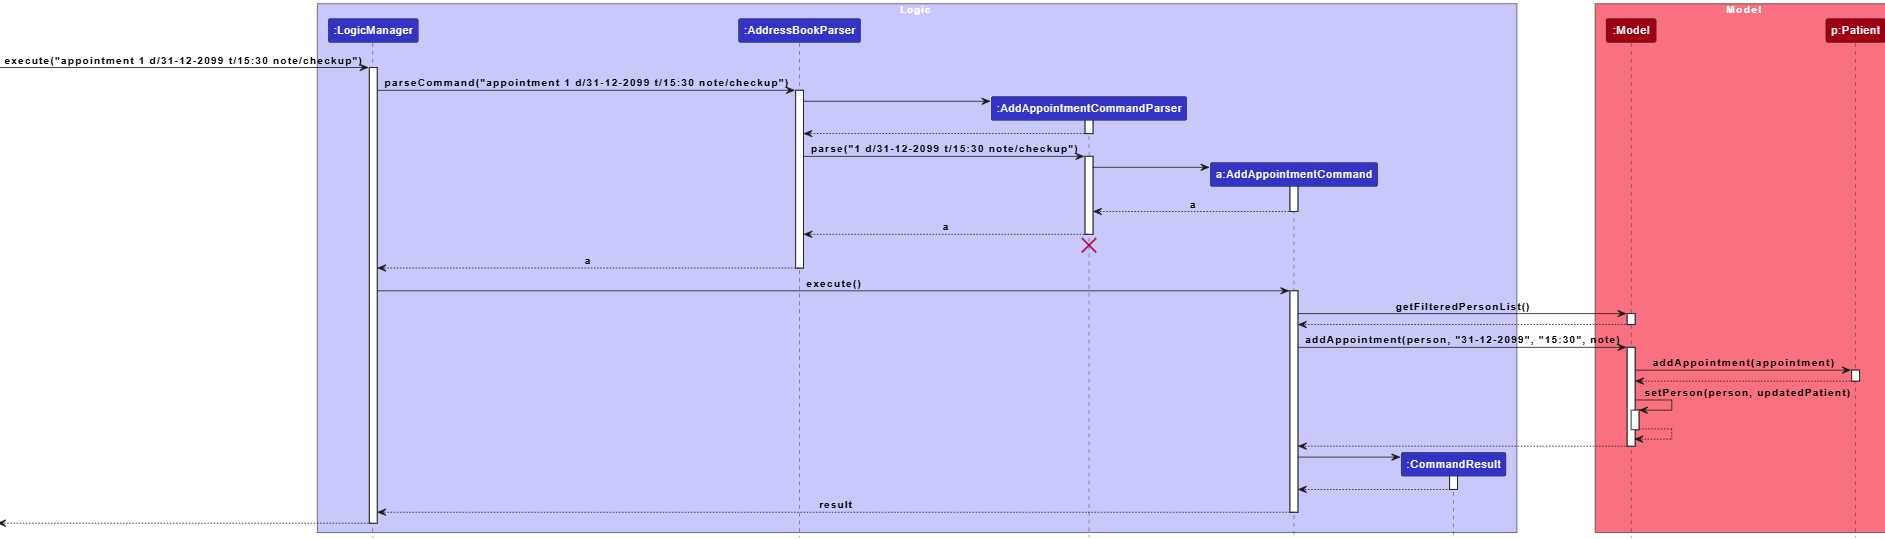 Logic
Model
:LogicManager
:AddressBookParser
:Model
p:Patient
execute("appointment 1 d/31-12-2099 t/15:30 note/checkup")
parseCommand("appointment 1 d/31-12-2099 t/15:30 note/checkup")
:AddAppointmentCommandParser
parse("1 d/31-12-2099 t/15:30 note/checkup")
a:AddAppointmentCommand
a
a
a
execute()
getFilteredPersonList()
addAppointment(person, "31-12-2099", "15:30", note)
addAppointment(appointment)
setPerson(person, updatedPatient)
:CommandResult
result